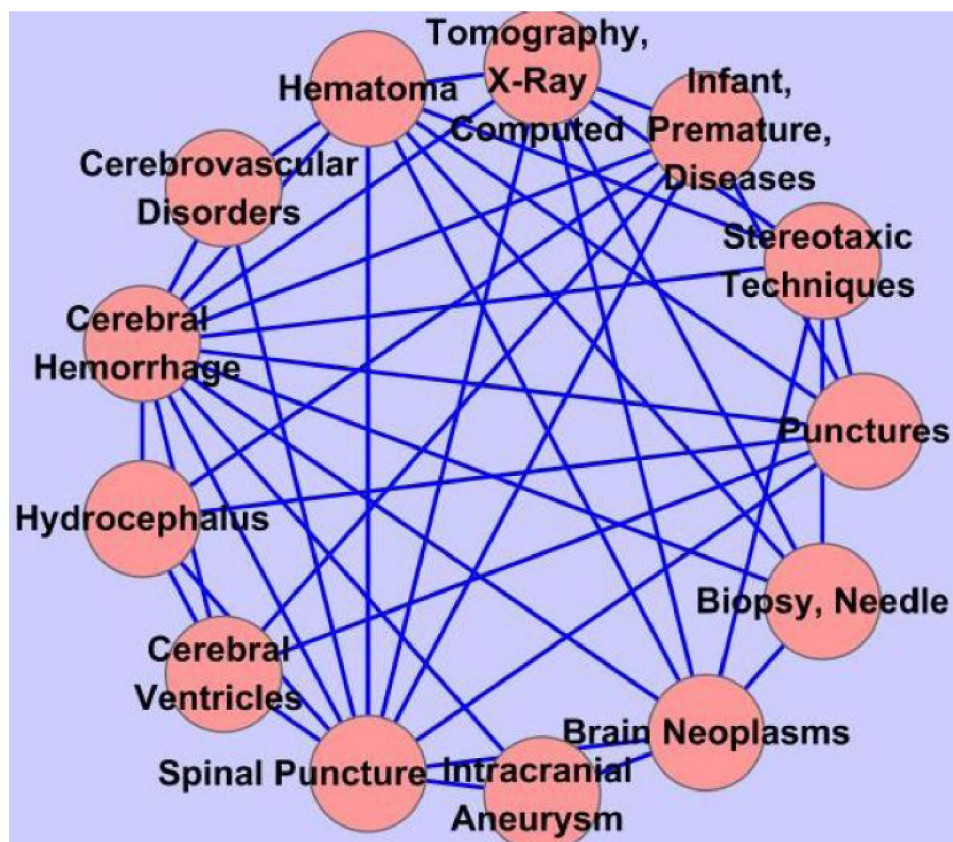 Tomography,
X-Ray
Computed
Hematoma
Infant,
Premature,
Diseases
Cerebrovascular
Disorders
Stereotaxic
Techniques
Cerebral
Hemorrhage
Punctures
Hydrocephalus
Biopsy, Needle
Cerebral
Ventricles
Brain Neoplasms
Spinal Puncture
Intracranial
Aneurysm